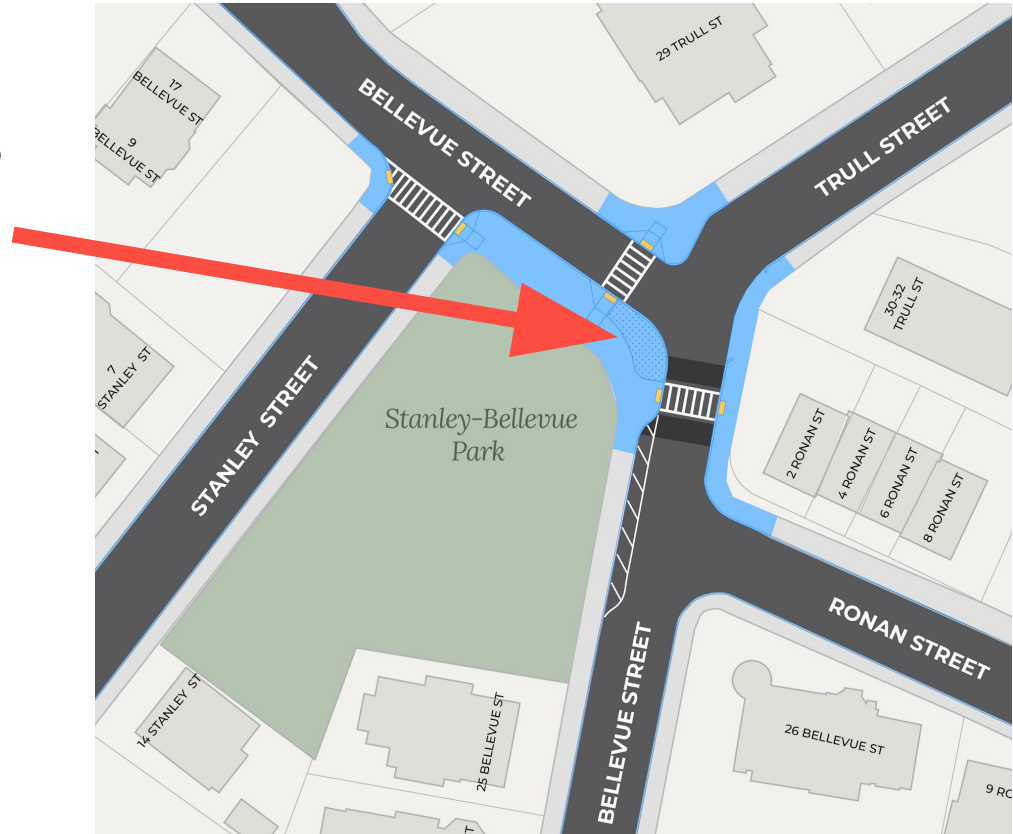 29 TRULL ST
17
BELLEVUE ST
9
BELLEVUE ST
BELLEVUE STREET
TRULL STREET
30-32
TRULL ST
7
STANLEY ST
STANLEY STREET
Stanley-Bellevue
Park
2 RONAN ST
4 RONAN ST
6 RONAN ST
8 RONAN ST
RONAN STREET
BELLEVUE STREET
14 STANLEY ST
25 BELLEVUE ST
26 BELLEVUE ST